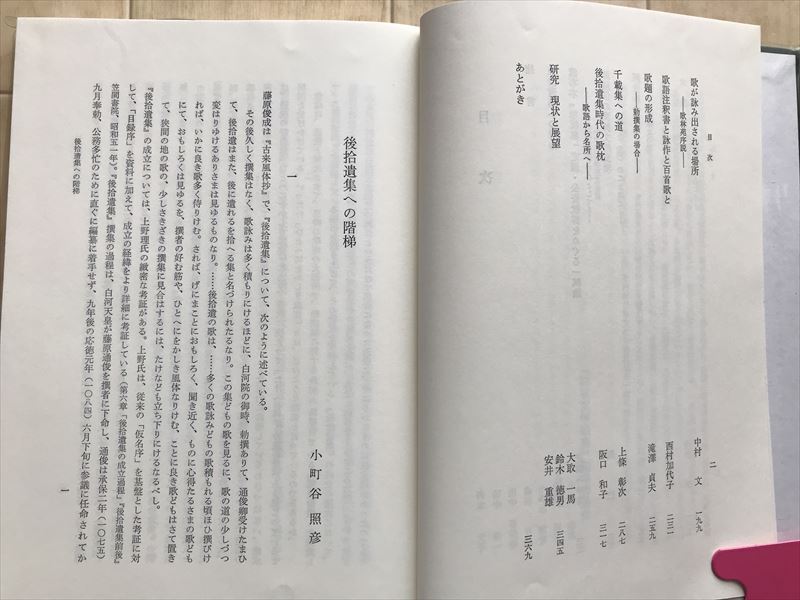 目次
二
歌が詠み出される場所
――歌林苑序説――
中村 文 一九九
歌語注釈書と詠作と百首歌と
西村加代子 二三一
歌題の形成
――勅撰集の場合――
滝澤 貞夫 二五九
千載集への道
上條 彰次 二八七
後拾遺集時代の歌枕
――歌語から名所へ――
阪口 和子 三一七
研究 現状と展望
大取 一馬
鈴木 徳男
安井 重雄
三四五
あとがき
三六九
後拾遺集への階梯
小町谷 照彦
一
藤原俊成は『古来風体抄』で、『後拾遺集』について、次のように述べている。
その後久しく撰集はなく、歌詠みは多く積もりにけるほどに、白河院の御時、勅撰ありて、通俊卿受けたまひ
て、後拾遺はまた、後に遺れるを拾へる集と名づけられたるなり。この集どもの歌を見るに、歌の道の少しづつ
変はりゆけるありさまは見ゆるものなり。……後拾遺の歌は、……多くの歌詠みどもの歌積もれる頃ほひ撰びけ
れば、いかに良き歌多く侍りけむ。されば、げにまことにおもしろく、聞き近く、ものに心得たるさまの歌ども
にて、おもしろくは見ゆるを、撰者の好む筋や、ひとへにをかしき風体なりけむ、ことに良き歌どもはさて置き
て、狭間の地の歌の、少しさきざきの撰集に見合はするには、たけなども立ち下りにけるなるべし。
『後拾遺集』の成立については、上野理氏の緻密な考証がある。上野氏は、従来の「仮名序」を基盤とした考証に対
して、「目録序」を資料に加えて、成立の経緯をより詳細に考証している（第六章「後拾遺集の成立過程」『後拾遺集前後』
笠間書院、昭和五一年）。『後拾遺集』撰集の過程は、白河天皇が藤原通俊を撰者に下命し、通俊は承保二年（一〇七五）
九月奉勅、公務多忙のために直ぐに編纂に着手せず、九年後の応徳元年（一〇八四）六月下旬に参議に任命されてか
後拾遺集への階梯
一